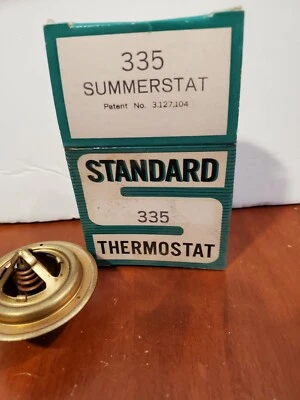 335
SUMMERSTAT
Patent No. 3,127,104
STANDARD
335
THERMOSTAT